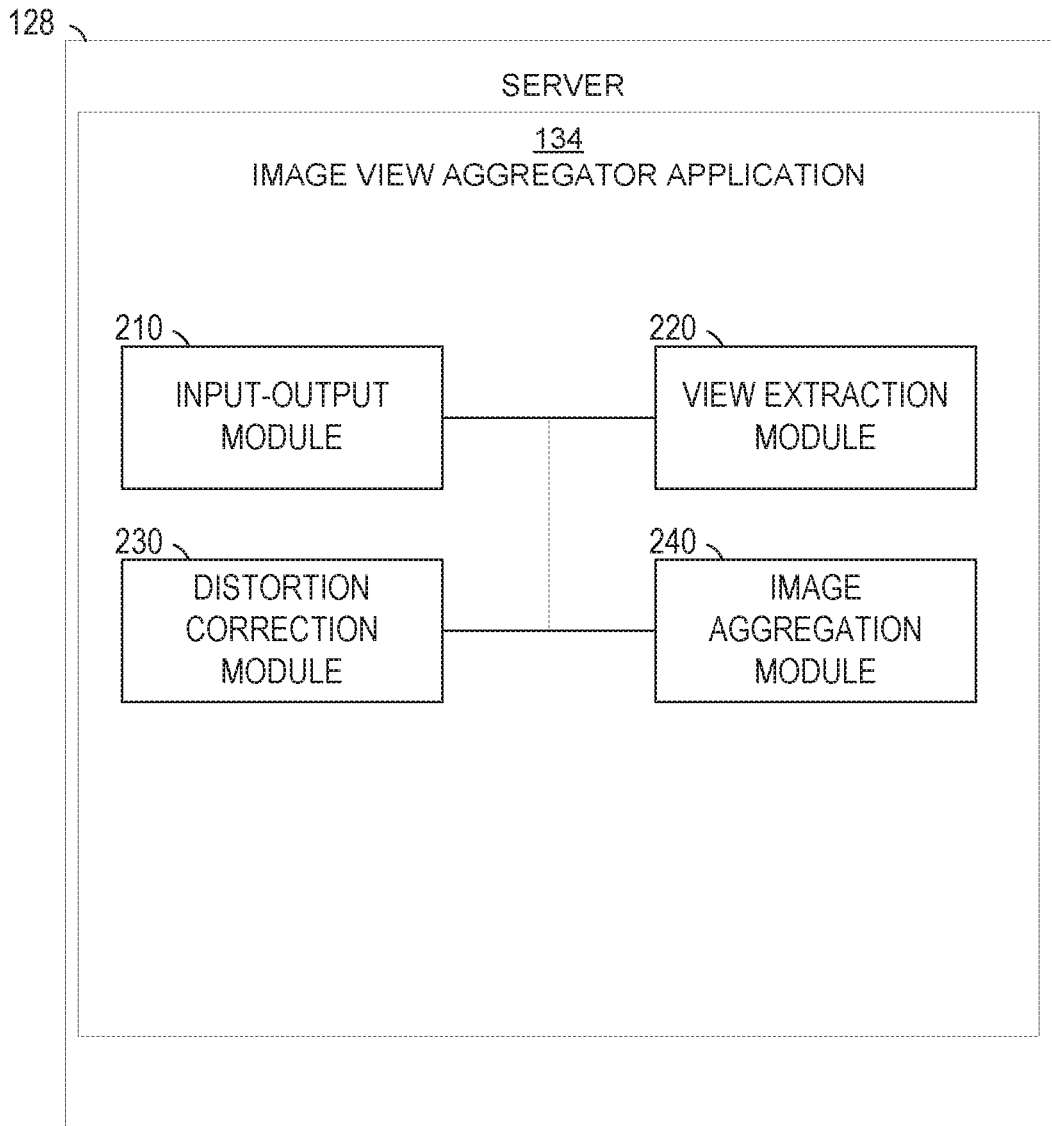 128
SERVER
134
IMAGE VIEW AGGREGATOR APPLICATION
210
INPUT-OUTPUT
MODULE
220
VIEW EXTRACTION
MODULE
230
DISTORTION
CORRECTION
MODULE
240
IMAGE
AGGREGATION
MODULE